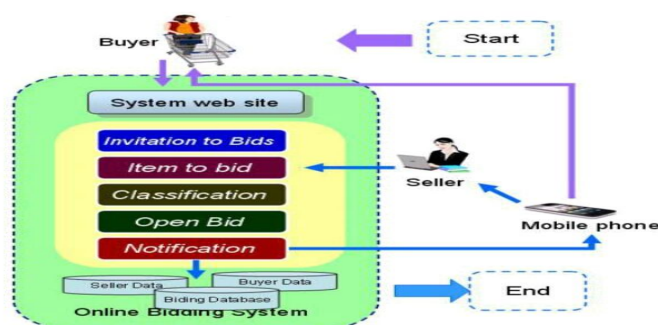 Buyer
Start
System web site
Invitation to Bids
Item to bid
Classification
Open Bid
Notification
Seller
Mobile phone
Seller Data
Buyer Data
Biding Database
Online Bidding System
End